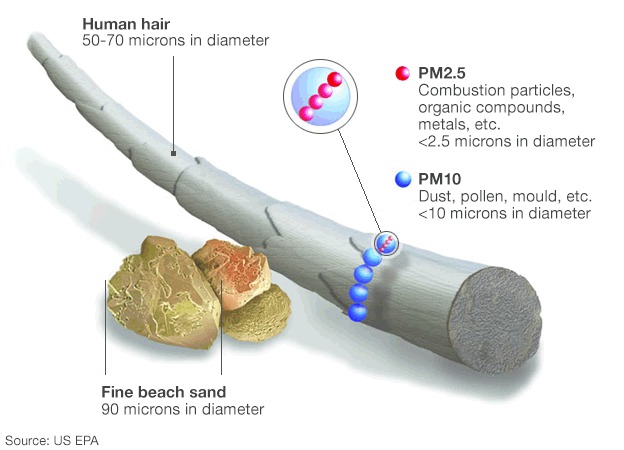 Human hair
50-70 microns in diameter
PM2.5
Combustion particles,
organic compounds,
metals, etc.
<2.5 microns in diameter
PM10
Dust, pollen, mould, etc.
<10 microns in diameter
Fine beach sand
90 microns in diameter
Source: US EPA